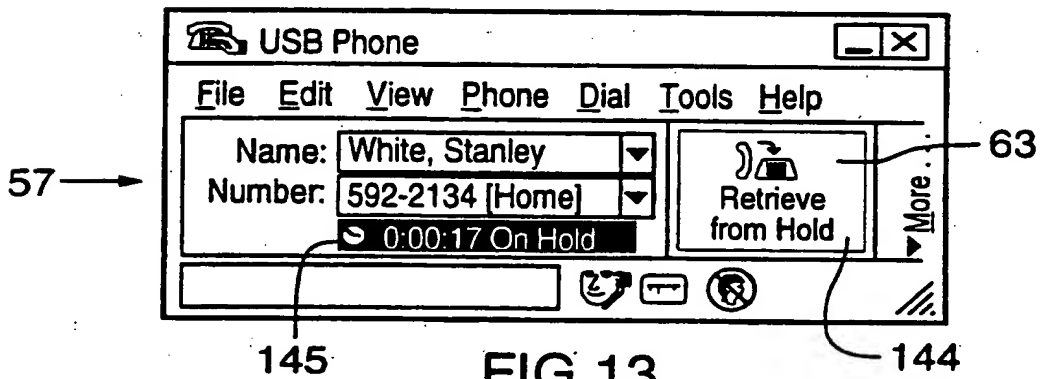 USB Phone
File Edit View Phone Dial Tools Help
Name: White, Stanley
Number: 592-2134 [Home]
0:00:17 On Hold
Retrieve
from Hold
More...
63
57
145
144
FIG 13